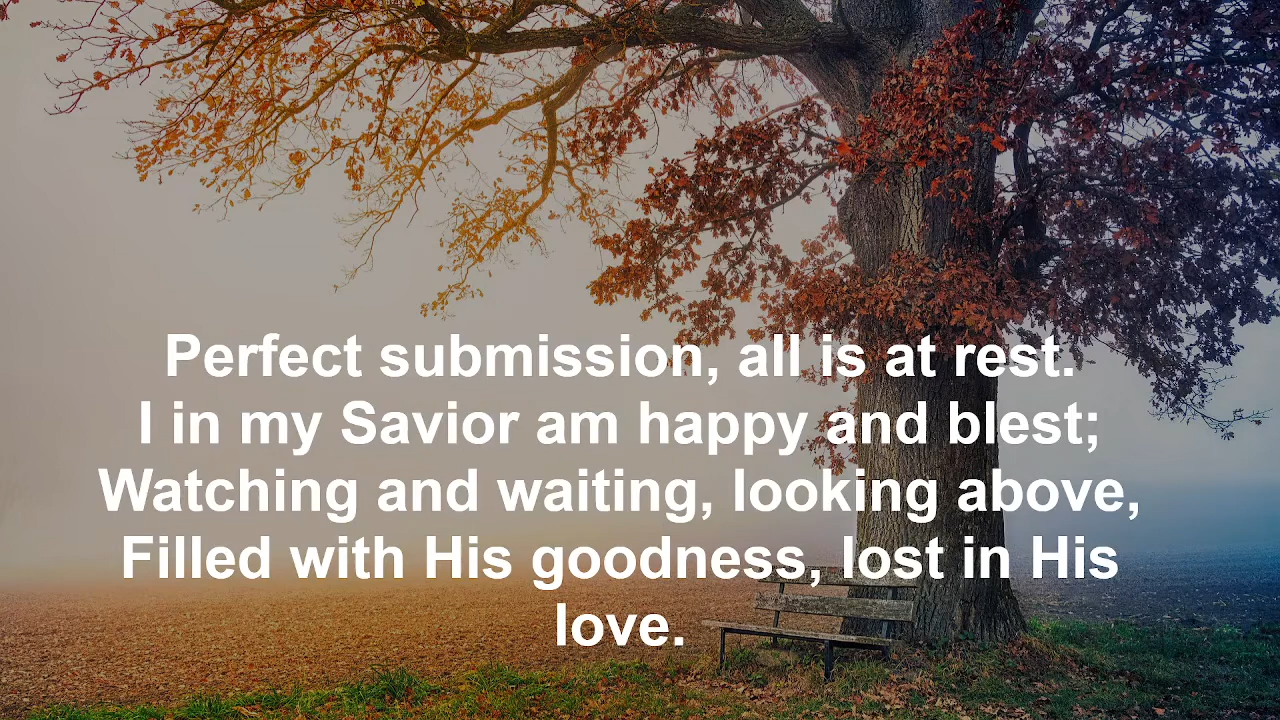 Perfect submission, all is at rest.
I in my Savior am happy and blest;
Watching and waiting, looking above,
Filled with His goodness, lost in His
love.